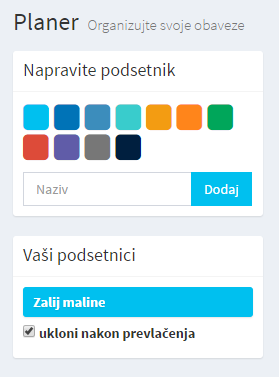 Planer Organizujte svoje obaveze
Napravite podsetnik
Naziv Dodaj
Vaši podsetnici
Zalij maline
ukloni nakon prevlačenja